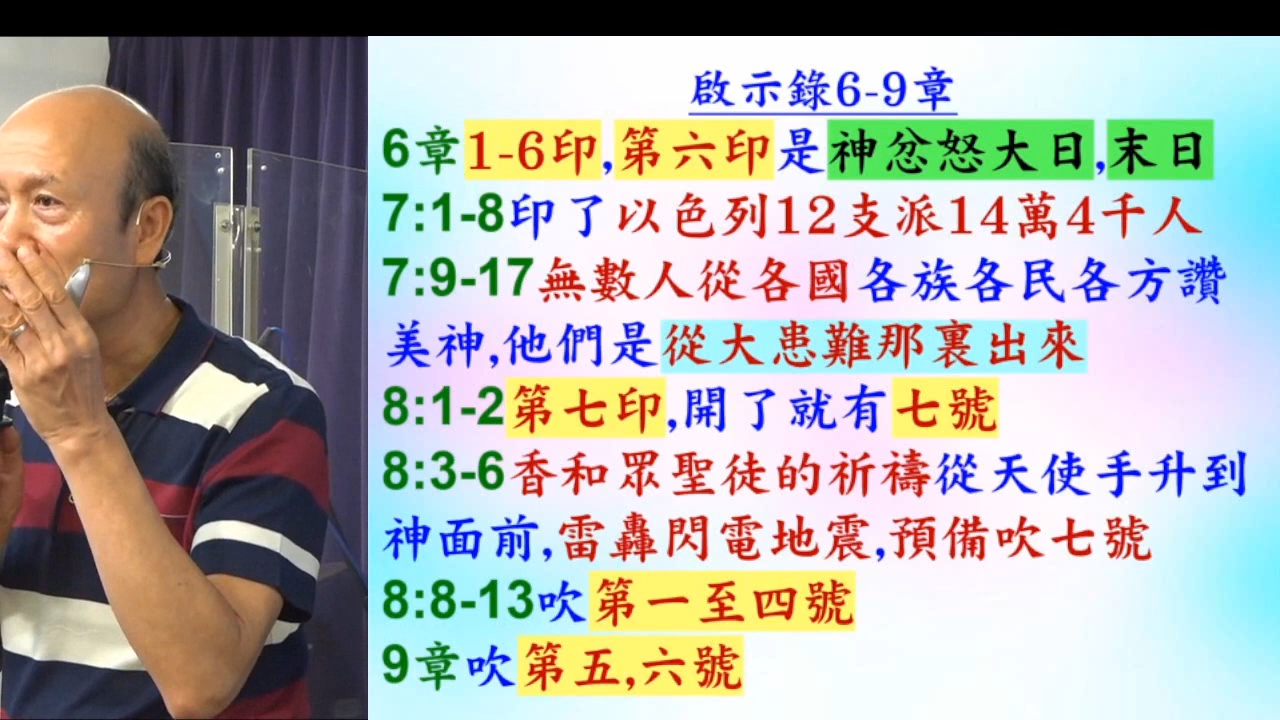 啟示錄6-9章
6章1-6印,第六印是神忿怒大日,末日
7:1-8印了以色列12支派14萬4千人
7:9-17無數人從各國各族各民各方讚
美神,他們是從大患難那裏出來
8:1-2第七印,開了就有七號
8:3-6香和眾聖徒的祈禱從天使手升到
神面前,雷轟閃電地震,預備吹七號
8:8-13吹第一至四號
9章吹第五,六號